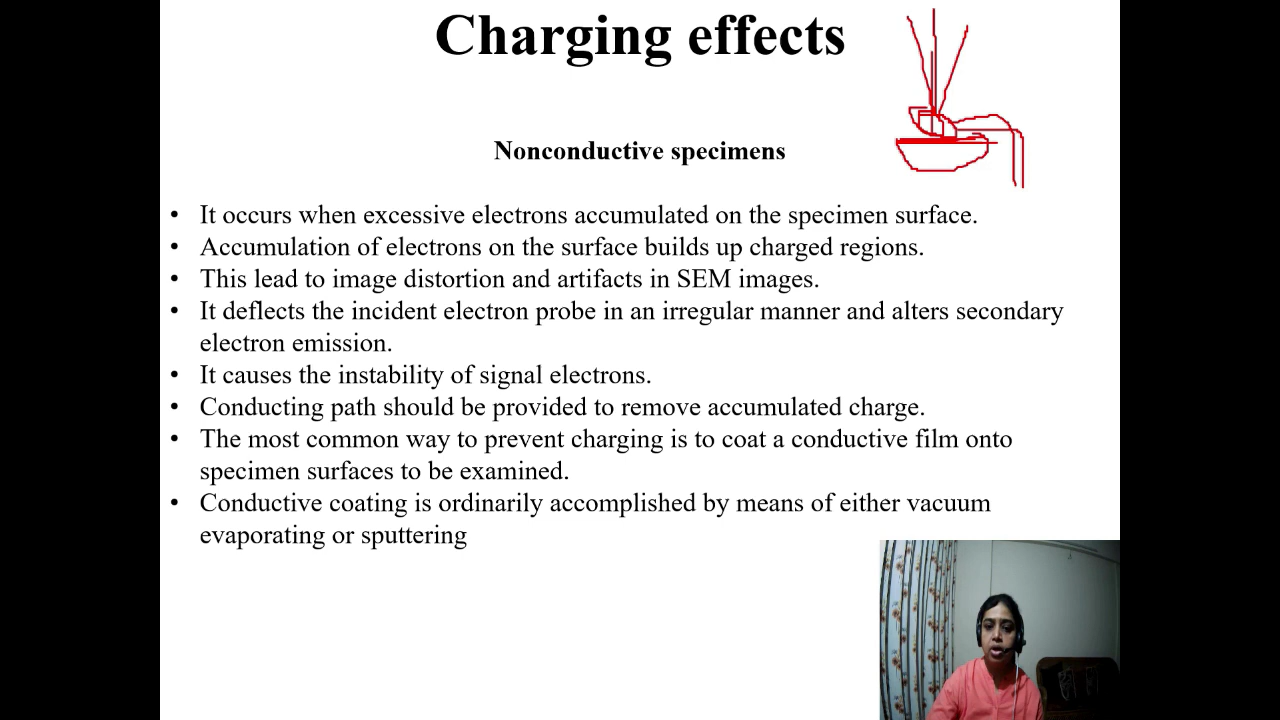 Charging effects
Nonconductive specimens
• It occurs when excessive electrons accumulated on the specimen surface.
• Accumulation of electrons on the surface builds up charged regions.
• This lead to image distortion and artifacts in SEM images.
• It deflects the incident electron probe in an irregular manner and alters secondary
electron emission.
• It causes the instability of signal electrons.
• Conducting path should be provided to remove accumulated charge.
• The most common way to prevent charging is to coat a conductive film onto
specimen surfaces to be examined.
• Conductive coating is ordinarily accomplished by means of either vacuum
evaporating or sputtering